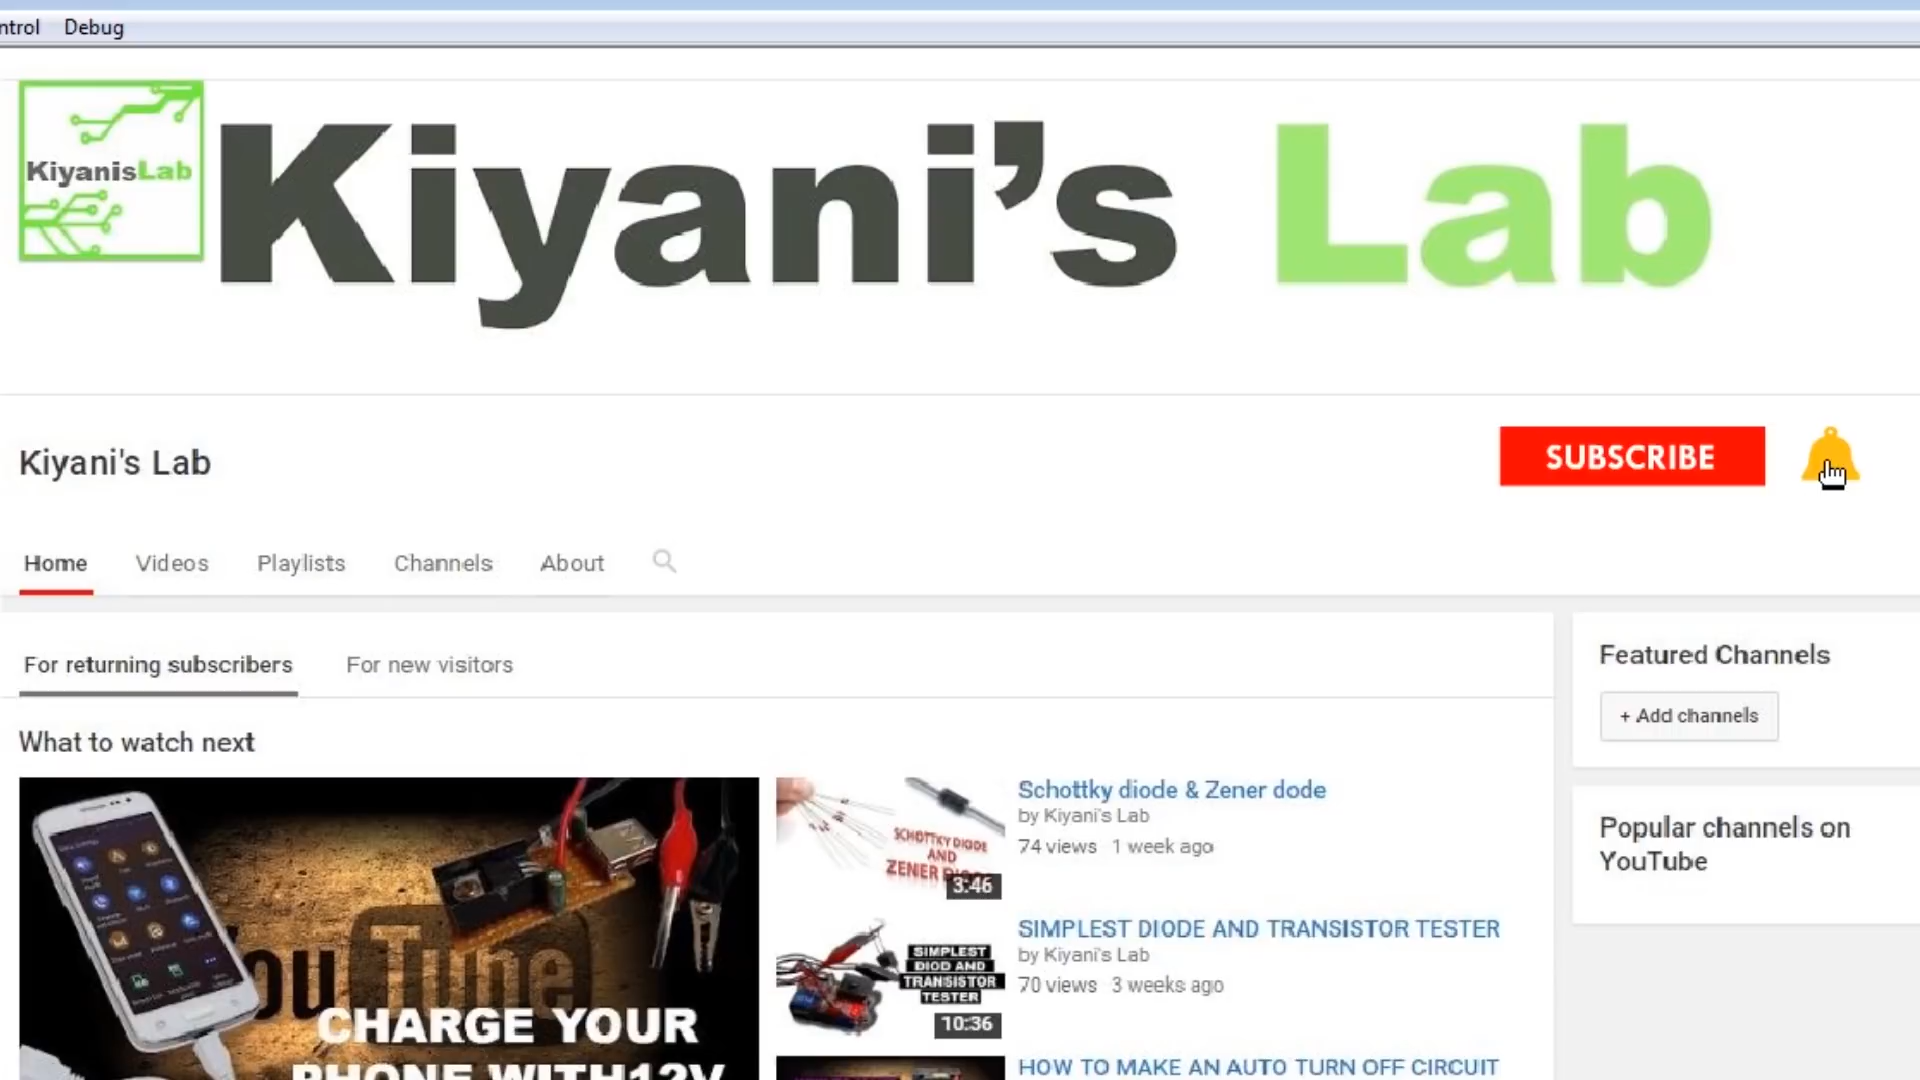 ntrol Debug
KiyanisLab
Kiyani's Lab
Kiyani's Lab
SUBSCRIBE
Home Videos Playlists Channels About
For returning subscribers For new visitors
What to watch next
Featured Channels
+ Add channels
Popular channels on
YouTube
YouTube
CHARGE YOUR
PHONE WITH12V
SCHOTTKY DIODE
AND
ZENER
3:46
Schottky diode & Zener dode
by Kiyani's Lab
74 views 1 week ago
SIMPLEST
DIOD AND
TRANSISTOR
TESTER
10:36
SIMPLEST DIODE AND TRANSISTOR TESTER
by Kiyani's Lab
70 views 3 weeks ago
HOW TO MAKE AN AUTO TURN OFF CIRCUIT